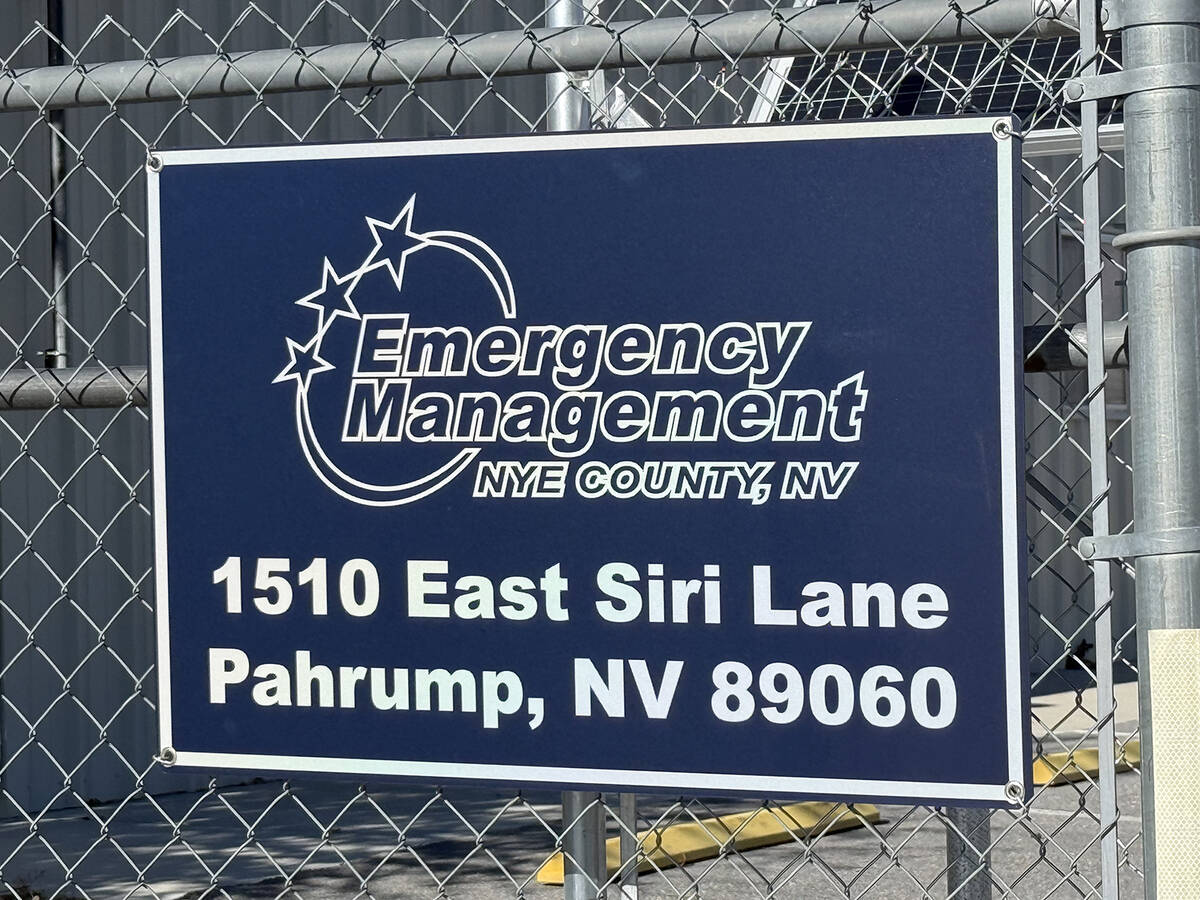 Emergency
Management
NYE COUNTY, NV
1510 East Siri Lane
Pahrump, NV 89060